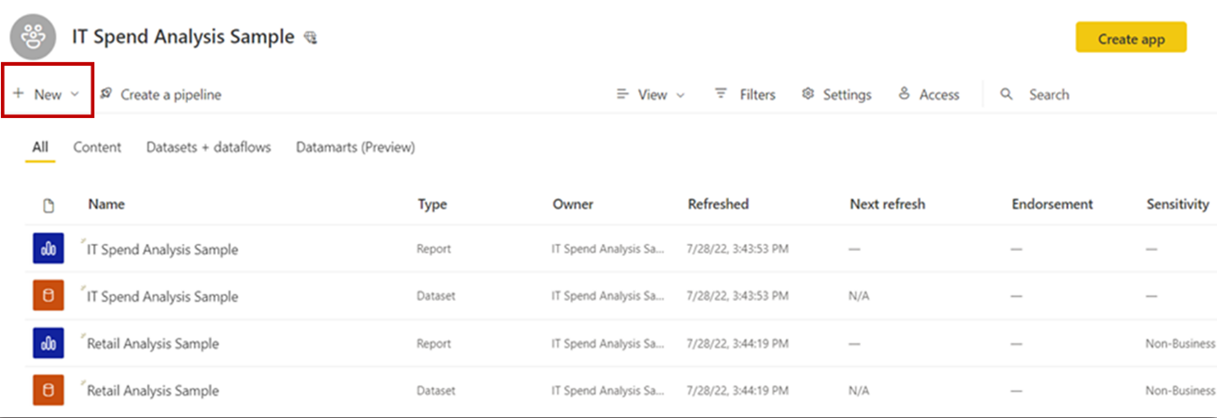 IT Spend Analysis Sample
Create app
+ New Create a pipeline View Filters Settings Access Search
All Content Datasets + dataflows Datamarts (Preview)
Name Type Owner Refreshed Next refresh Endorsement Sensitivity
IT Spend Analysis Sample Report IT Spend Analysis Sa... 7/28/22, 3:43:53 PM — — —
IT Spend Analysis Sample Dataset IT Spend Analysis Sa... 7/28/22, 3:43:53 PM N/A — —
Retail Analysis Sample Report IT Spend Analysis Sa... 7/28/22, 3:44:19 PM — — Non-Business
Retail Analysis Sample Dataset IT Spend Analysis Sa... 7/28/22, 3:44:19 PM N/A — Non-Business